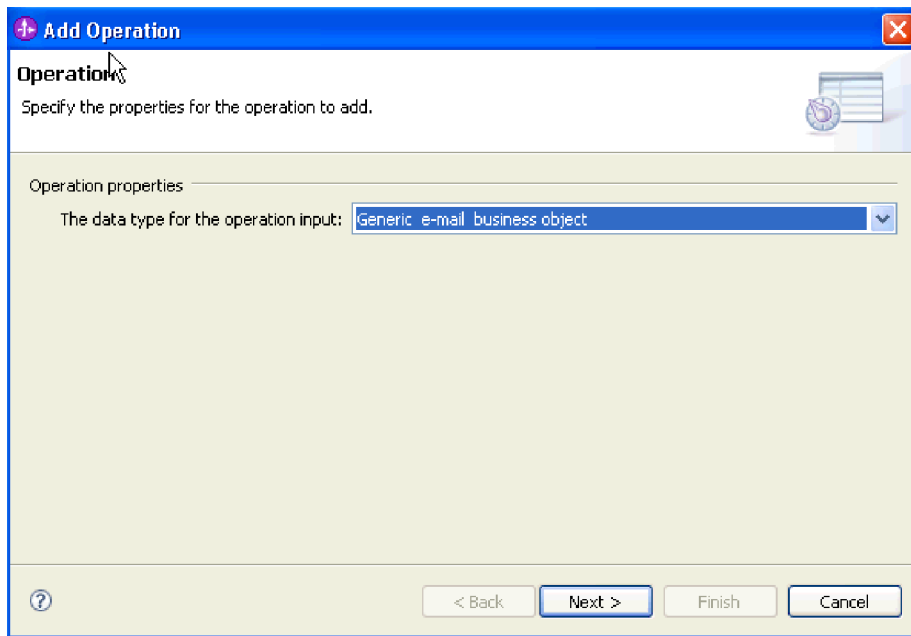 Add Operation
Operation
Specify the properties for the operation to add.
Operation properties
The data type for the operation input: Generic e-mail business object
?
< Back Next > Finish Cancel